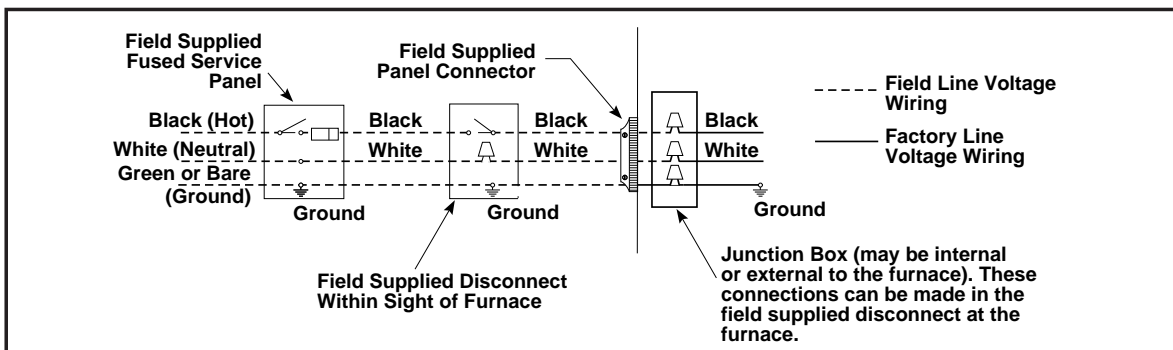 Field Supplied
Fused Service
Panel
Field Supplied
Panel Connector
Field Line Voltage
Wiring
Factory Line
Voltage Wiring
Black (Hot)
Black
Black
Black
White (Neutral)
White
White
White
Green or Bare
(Ground)
Ground
Ground
Ground
Field Supplied Disconnect
Within Sight of Furnace
Junction Box (may be internal
or external to the furnace). These
connections can be made in the
field supplied disconnect at the
furnace.